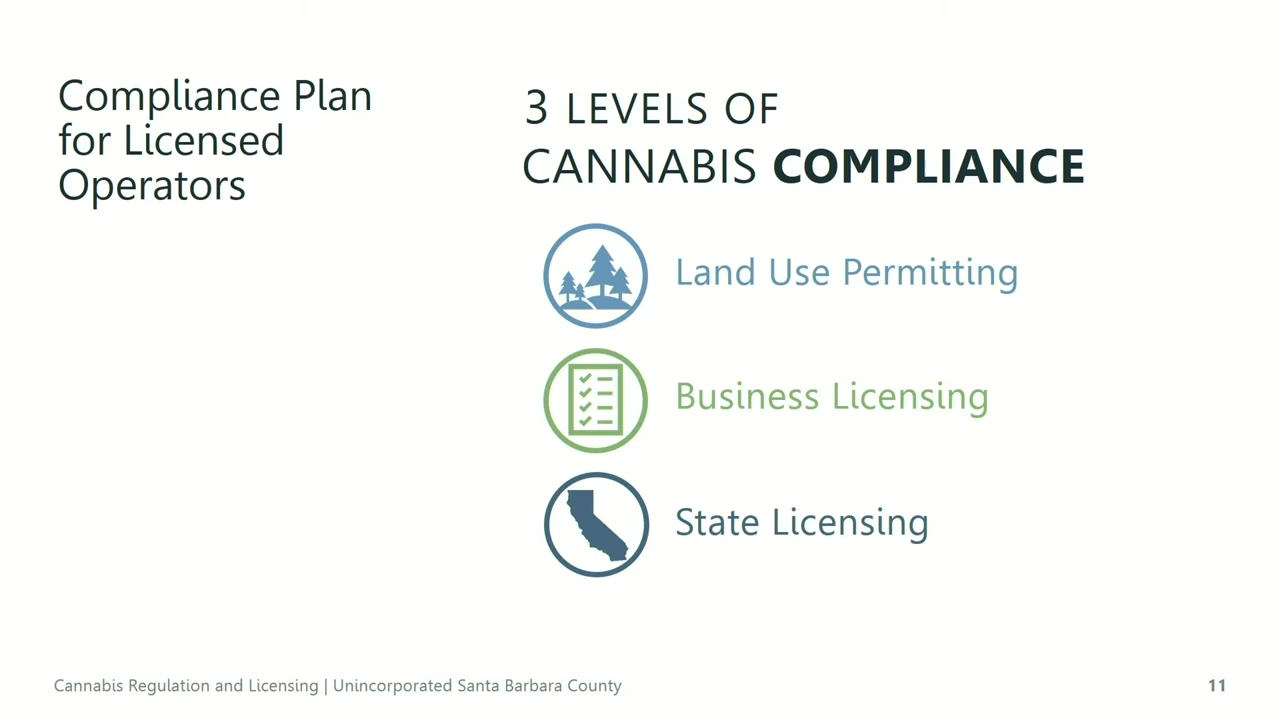 Compliance Plan
for Licensed
Operators
3 LEVELS OF
CANNABIS COMPLIANCE
Land Use Permitting
Business Licensing
State Licensing
Cannabis Regulation and Licensing | Unincorporated Santa Barbara County
11